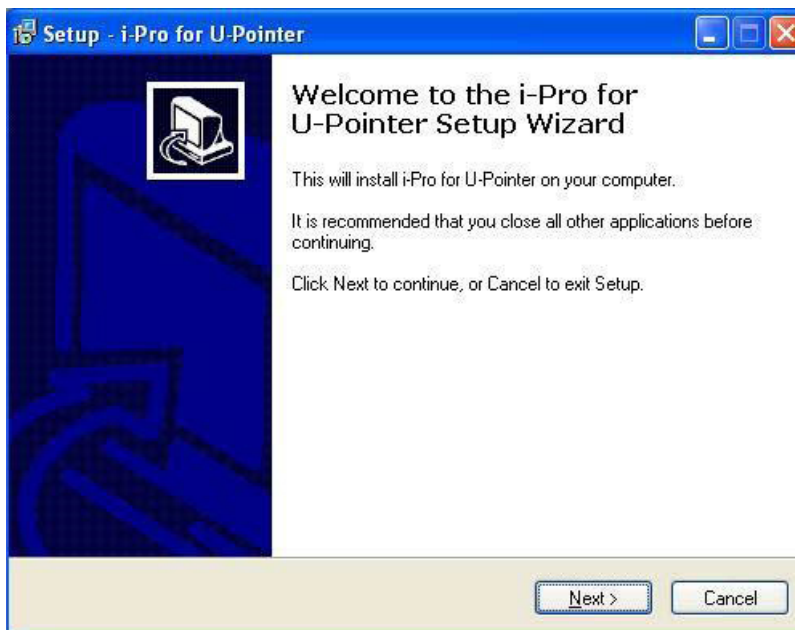 Setup - i-Pro for U-Pointer
Welcome to the i-Pro for
U-Pointer Setup Wizard
This will install i-Pro for U-Pointer on your computer.
It is recommended that you close all other applications before
continuing.
Click Next to continue, or Cancel to exit Setup.
Next >
Cancel